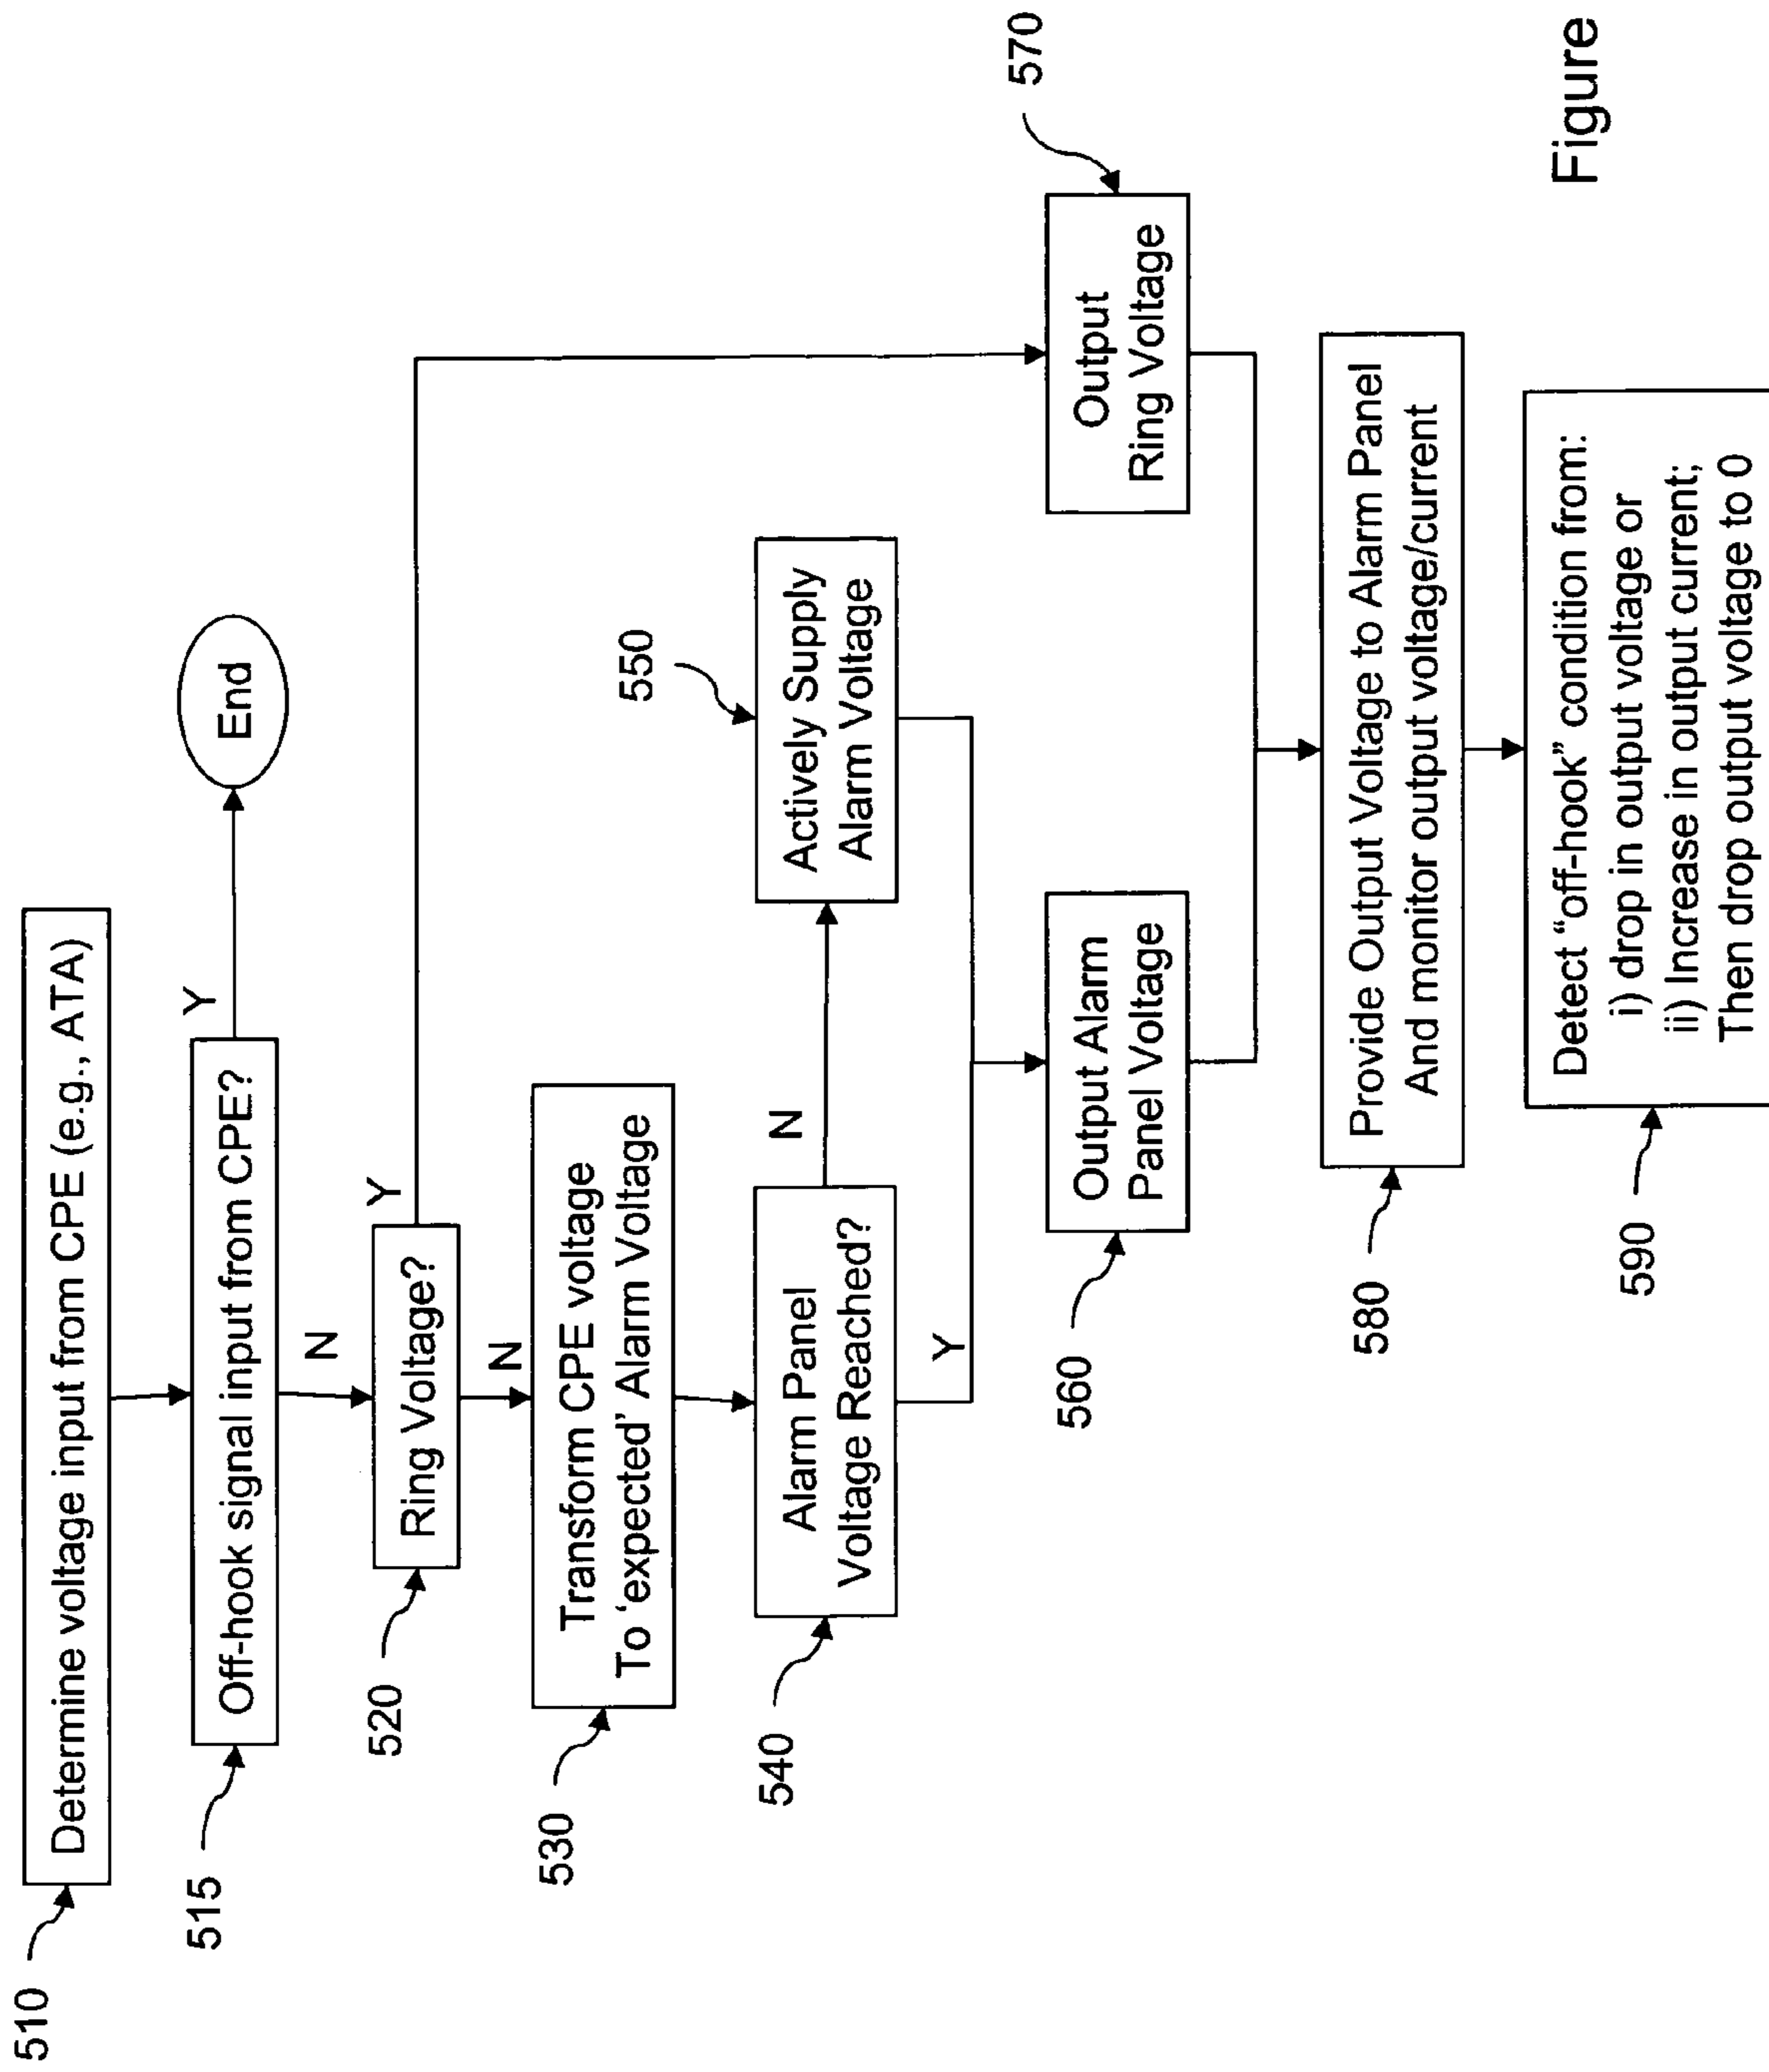 510
Determine voltage input from CPE (e.g., ATA)
515
Off-hook signal input from CPE?
Y
End
N
520
Ring Voltage?
Y
N
530
Transform CPE voltage
To ‘expected’ Alarm Voltage
540
Alarm Panel
Voltage Reached?
N
Y
550
Actively Supply
Alarm Voltage
560
Output Alarm
Panel Voltage
570
Output
Ring Voltage
580
Provide Output Voltage to Alarm Panel
And monitor output voltage/current
590
Detect “off-hook” condition from:
i) drop in output voltage or
ii) Increase in output current;
Then drop output voltage to 0
Figure